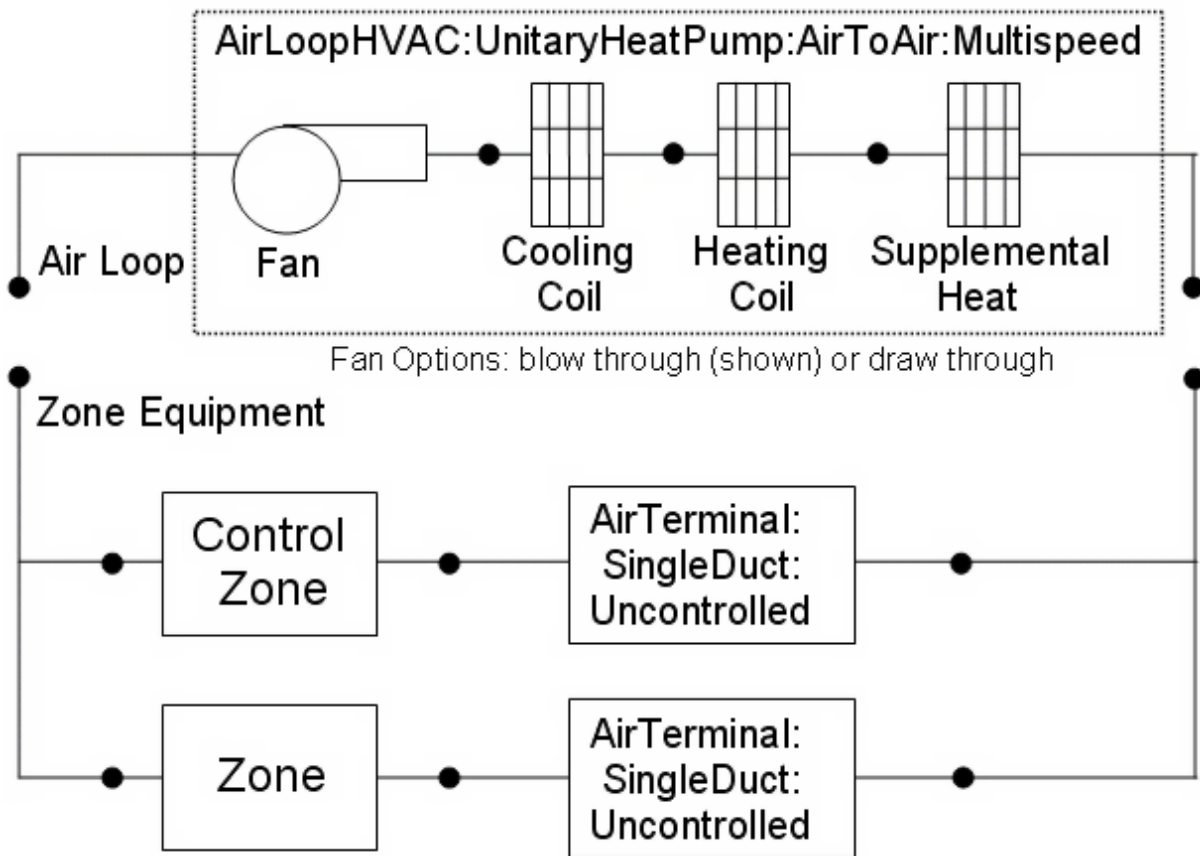 AirLoopHVAC:UnitaryHeatPump:AirToAir:Multispeed
Air Loop
Fan
Cooling
Coil
Heating
Coil
Supplemental
Heat
Fan Options: blow through (shown) or draw through
Zone Equipment
Control
Zone
AirTerminal:
SingleDuct:
Uncontrolled
Zone
AirTerminal:
SingleDuct:
Uncontrolled